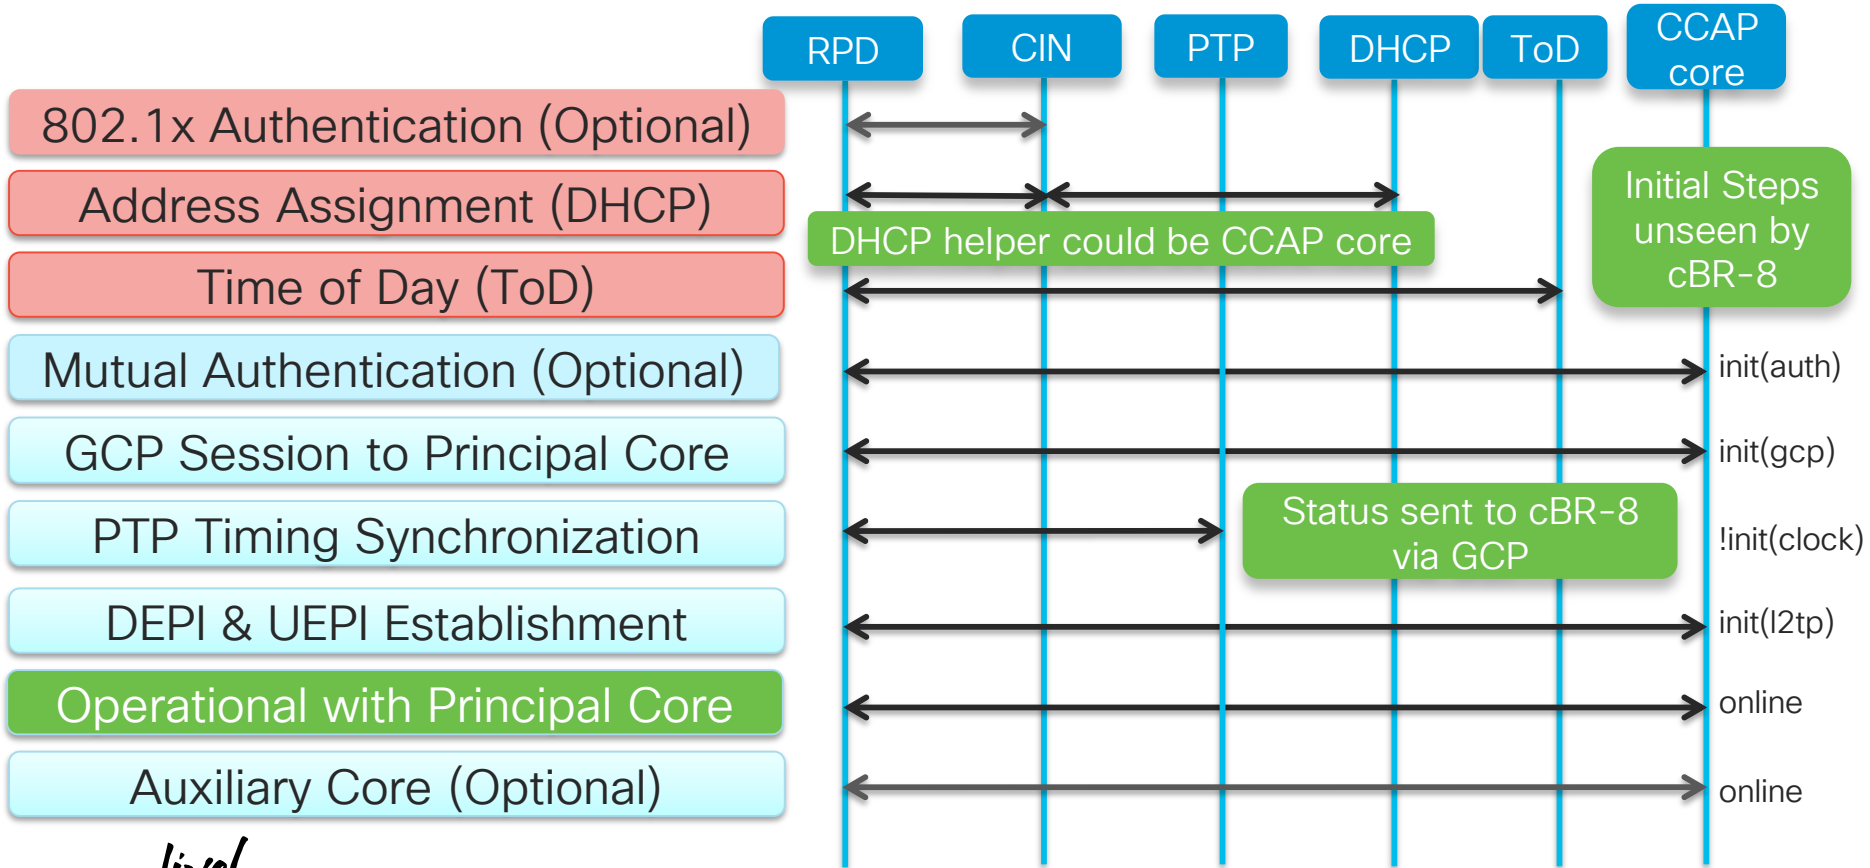 RPD
CIN
PTP
DHCP
ToD
CCAP
core
802.1x Authentication (Optional)
Address Assignment (DHCP)
DHCP helper could be CCAP core
Initial Steps
unseen by
cBR-8
Time of Day (ToD)
Mutual Authentication (Optional)
init(auth)
GCP Session to Principal Core
init(gcp)
PTP Timing Synchronization
Status sent to cBR-8
via GCP
!init(clock)
DEPI & UEPI Establishment
init(l2tp)
Operational with Principal Core
online
Auxiliary Core (Optional)
online